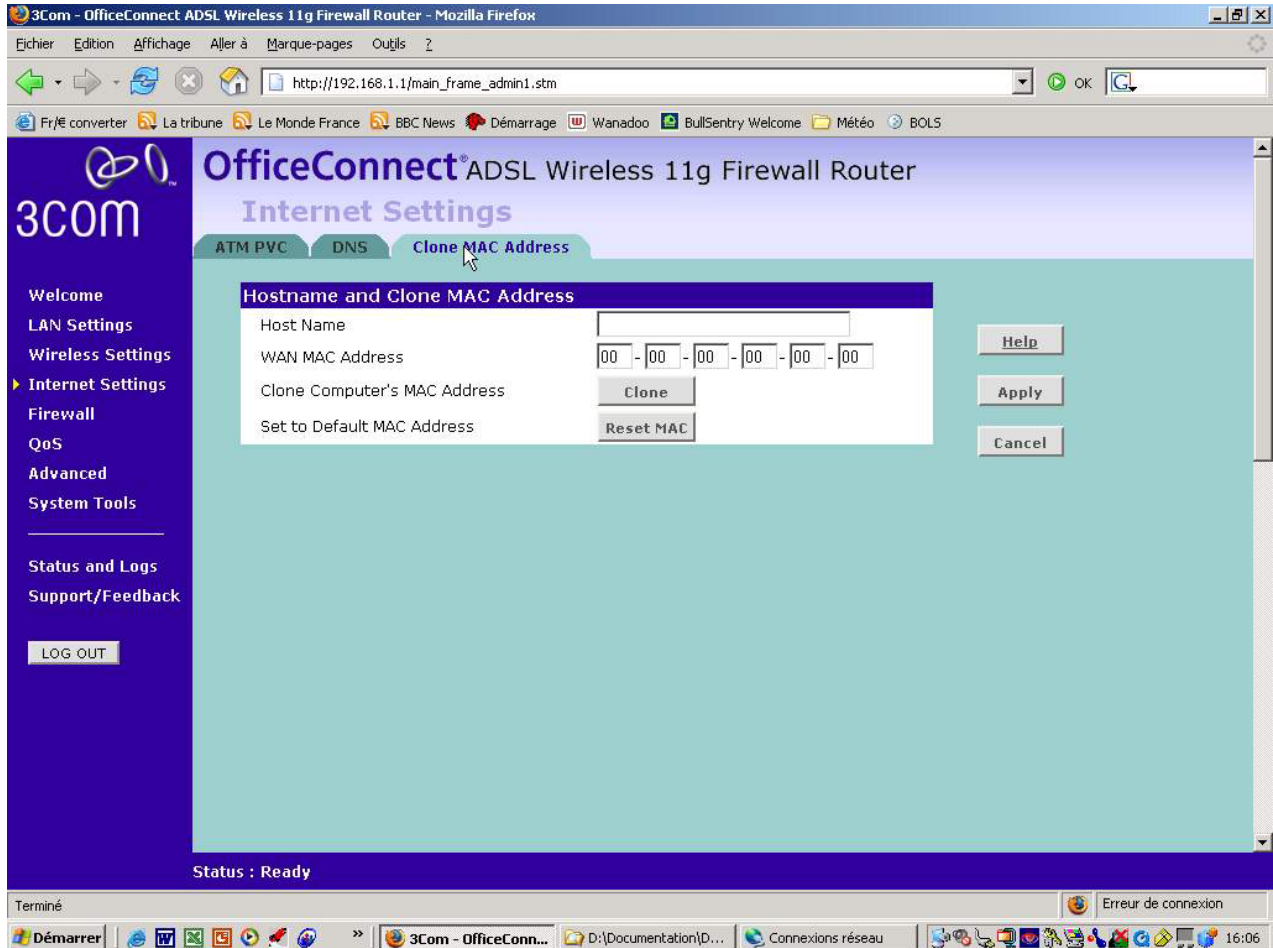 3Com - OfficeConnect ADSL Wireless 11g Firewall Router - Mozilla Firefox
Fichier Edition Affichage Aller à Marque-pages Outils ?
http://192.168.1.1/main_frame_admin1.stm OK G
Fr/€ converter La tribune Le Monde France BBC News Démarrage Wanadoo BullSentry Welcome Météo BOLS
3COM
OfficeConnect® ADSL Wireless 11g Firewall Router
Internet Settings
ATM PVC DNS Clone MAC Address
Welcome
LAN Settings
Wireless Settings
Internet Settings
Firewall
QoS
Advanced
System Tools
Status and Logs
Support/Feedback
LOG OUT
Hostname and Clone MAC Address
Host Name
WAN MAC Address 00 - 00 - 00 - 00 - 00 - 00
Clone Computer's MAC Address Clone
Set to Default MAC Address Reset MAC
Help
Apply
Cancel
Status : Ready
Terminé Erreur de connexion
Démarrer » 3Com - OfficeConn... D:\Documentation\D... Connexions réseau 16:06